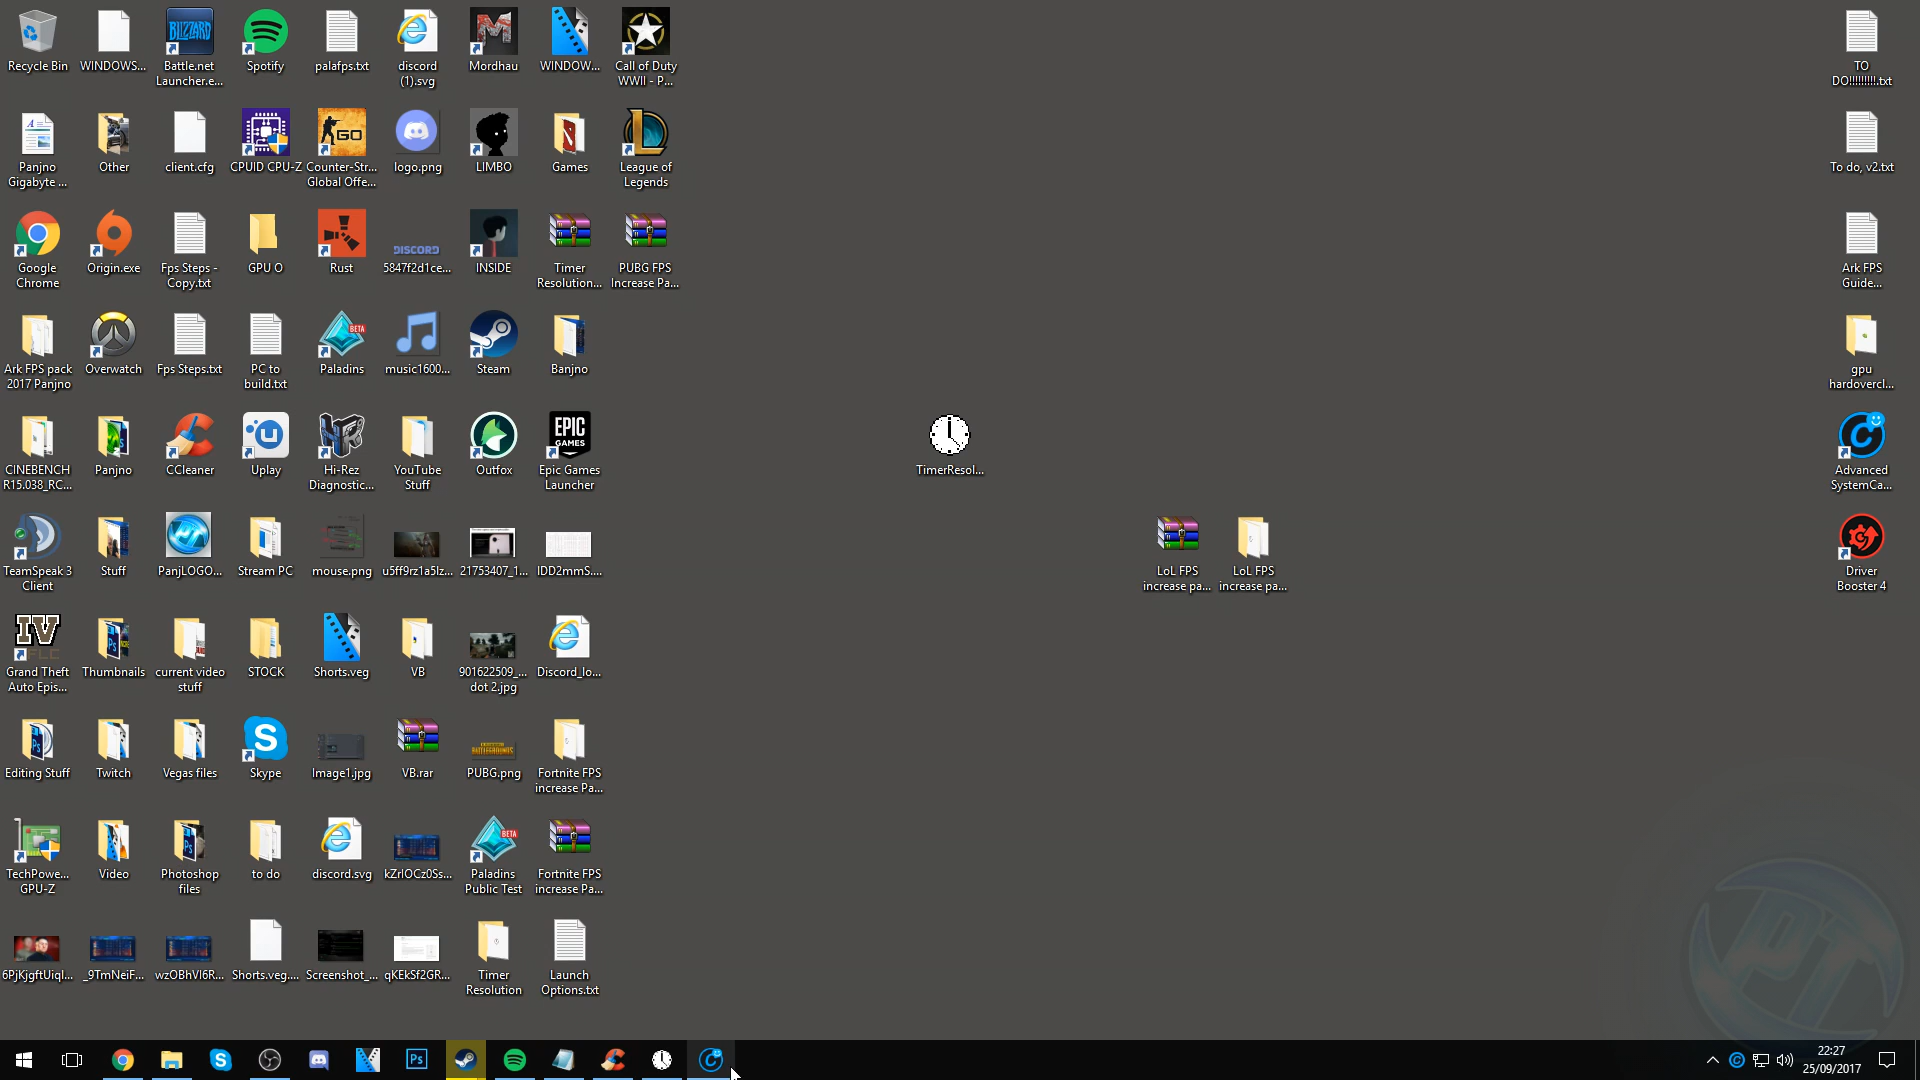 Recycle Bin
WINDOWS...
Battle.net
Launcher.e...
Spotify
palafps.txt
discord
(1).svg
Mordhau
WINDOW...
Call of Duty
WWII - P...
TO
DO!!!!!!!!!.txt
Panjno
Gigabyte ...
Other
client.cfg
CPUID CPU-Z
Counter-Str...
Global Offe...
logo.png
LIMBO
Games
League of
Legends
To do, v2.txt
Google
Chrome
Origin.exe
Fps Steps -
Copy.txt
GPU O
Rust
5847f2d1ce...
INSIDE
Timer
Resolution...
PUBG FPS
Increase Pa...
Ark FPS
Guide...
Ark FPS pack
2017 Panjno
Overwatch
Fps Steps.txt
PC to
build.txt
Paladins
music1600...
Steam
Banjno
gpu
hardovercl...
CINEBENCH
R15.038_RC...
Panjno
CCleaner
Uplay
Hi-Rez
Diagnostic...
YouTube
Stuff
Outfox
Epic Games
Launcher
TimerResol...
Advanced
SystemCa...
TeamSpeak 3
Client
Stuff
PanjLOGO...
Stream PC
mouse.png
u5ff9rz1a5lz...
21753407_1...
IDD2mmS....
LoL FPS
increase pa...
LoL FPS
increase pa...
Driver
Booster 4
Grand Theft
Auto Epis...
Thumbnails
current video
stuff
STOCK
Shorts.veg
VB
901622509_...
dot 2.jpg
Discord_lo...
Editing Stuff
Twitch
Vegas files
Skype
Image1.jpg
VB.rar
PUBG.png
Fortnite FPS
increase Pa...
TechPowe...
GPU-Z
Video
Photoshop
files
to do
discord.svg
kZrlOCz0Ss...
Paladins
Public Test
Fortnite FPS
increase Pa...
6PjKjgftUiql...
_9TmNeiF...
wzOBhVl6R...
Shorts.veg....
Screenshot_...
qKEkSf2GR...
Timer
Resolution
Launch
Options.txt
22:27
25/09/2017